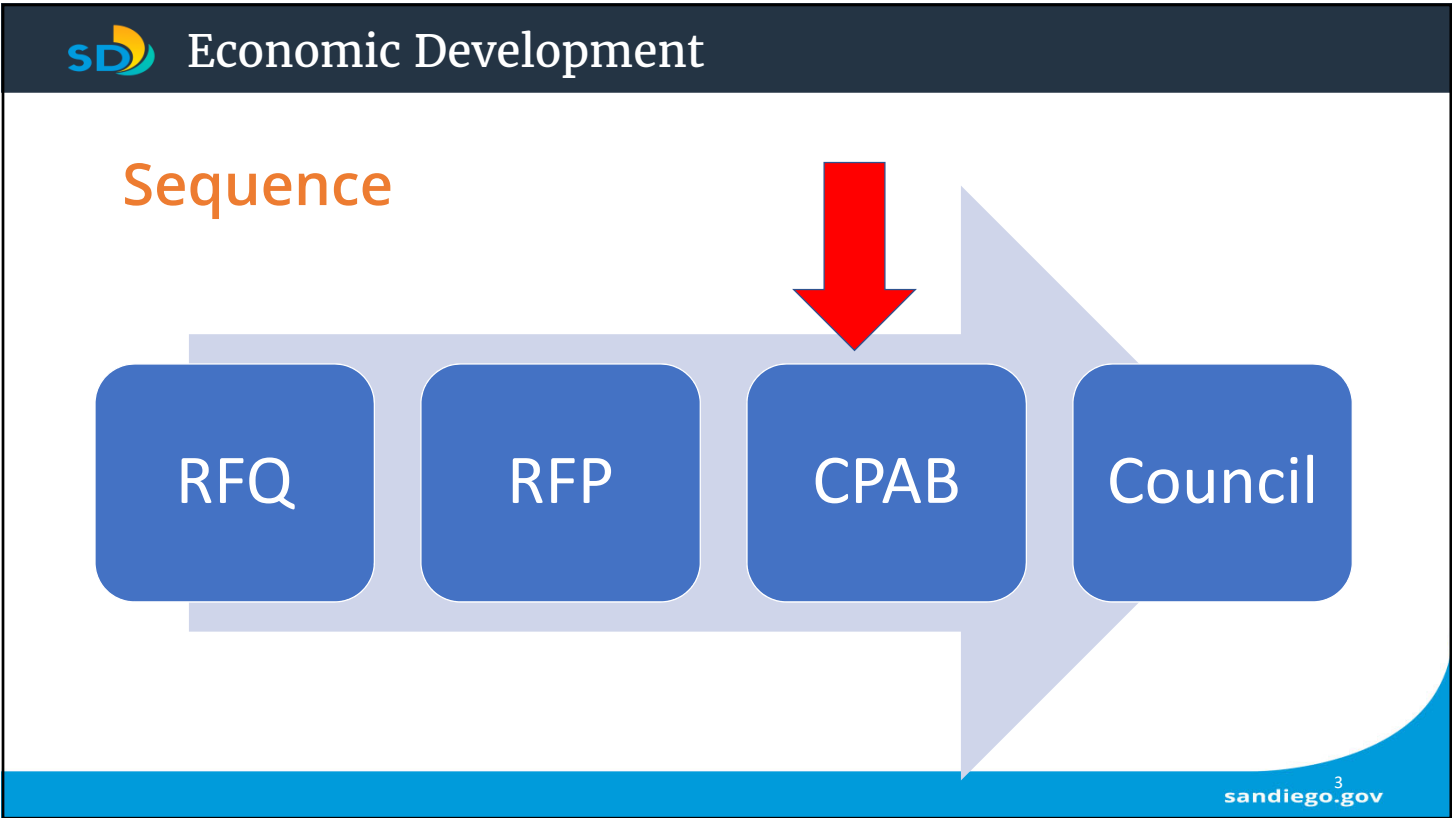 SD Economic Development
Sequence
RFQ RFP CPAB Council
3
sandiego.gov